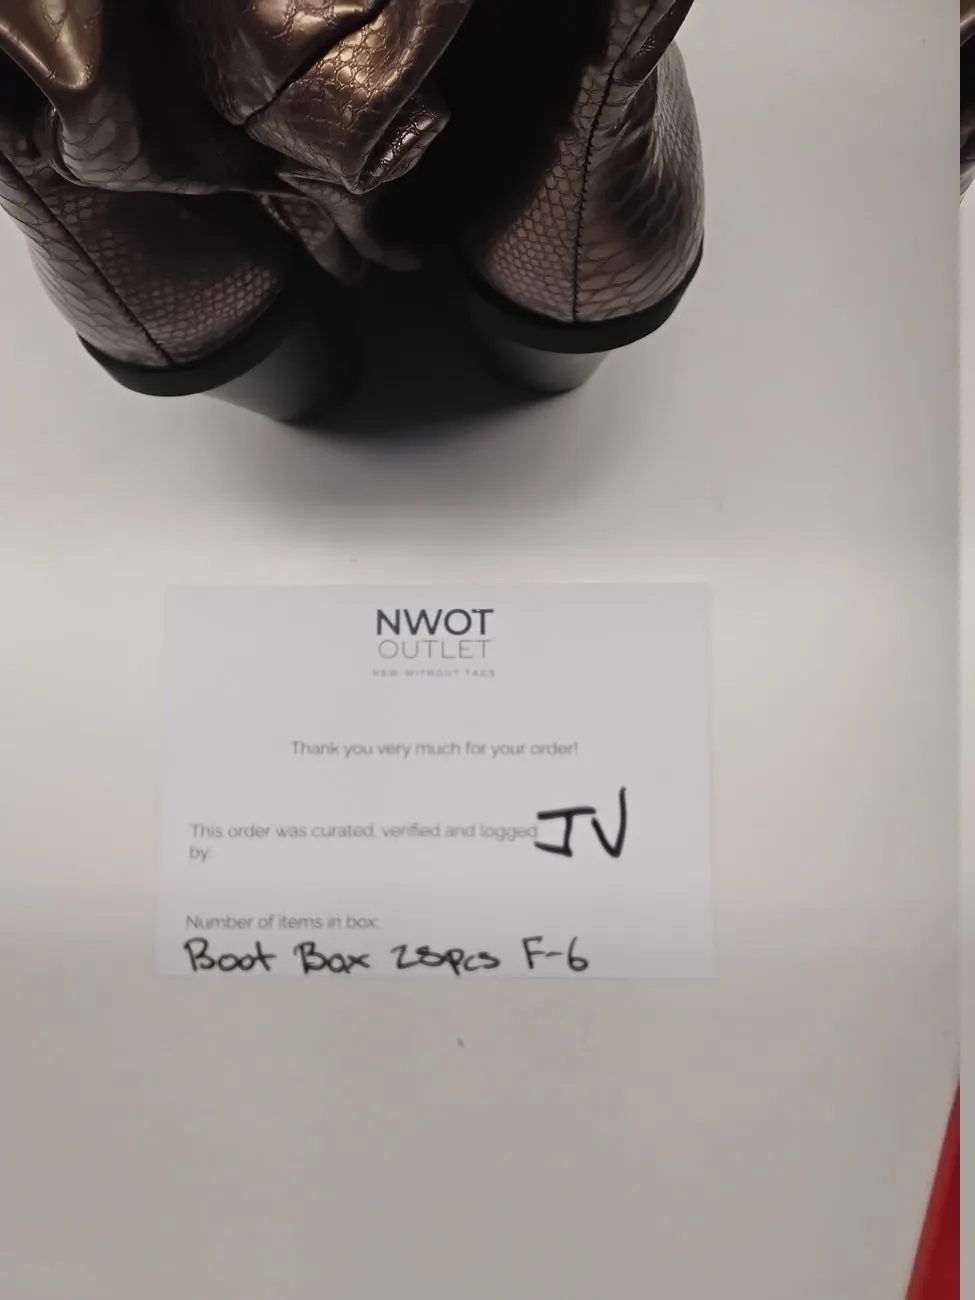 NWOT
OUTLET
NEW WITHOUT TAGS
Thank you very much for your order!
This order was curated, verified and logged JV
by:
Number of items in box:
Boot Box 25pcs F-6